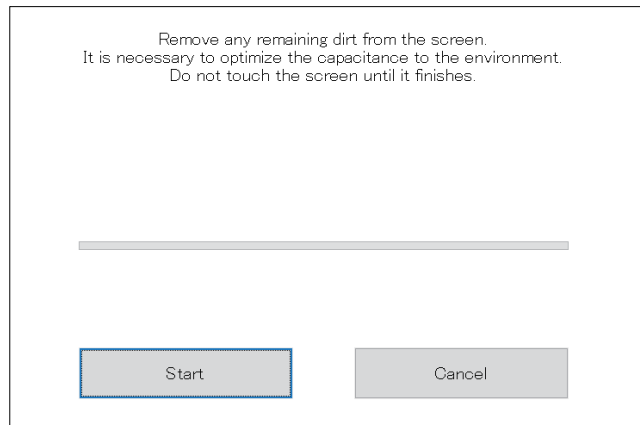 Remove any remaining dirt from the screen.
It is necessary to optimize the capacitance to the environment.
Do not touch the screen until it finishes.
Start
Cancel